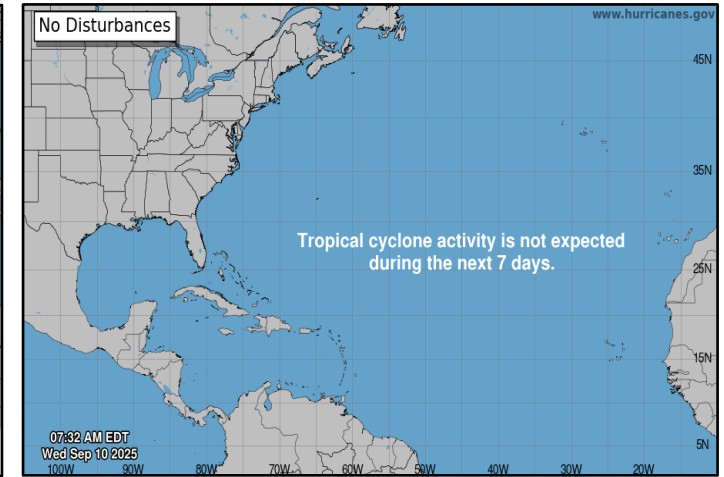 No Disturbances
www.hurricanes.gov
45N
35N
Tropical cyclone activity is not expected
during the next 7 days.
25N
15N
07:32 AM EDT
Wed Sep 10 2025
5N
100W 90W 80W 70W 60W 50W 40W 30W 20W